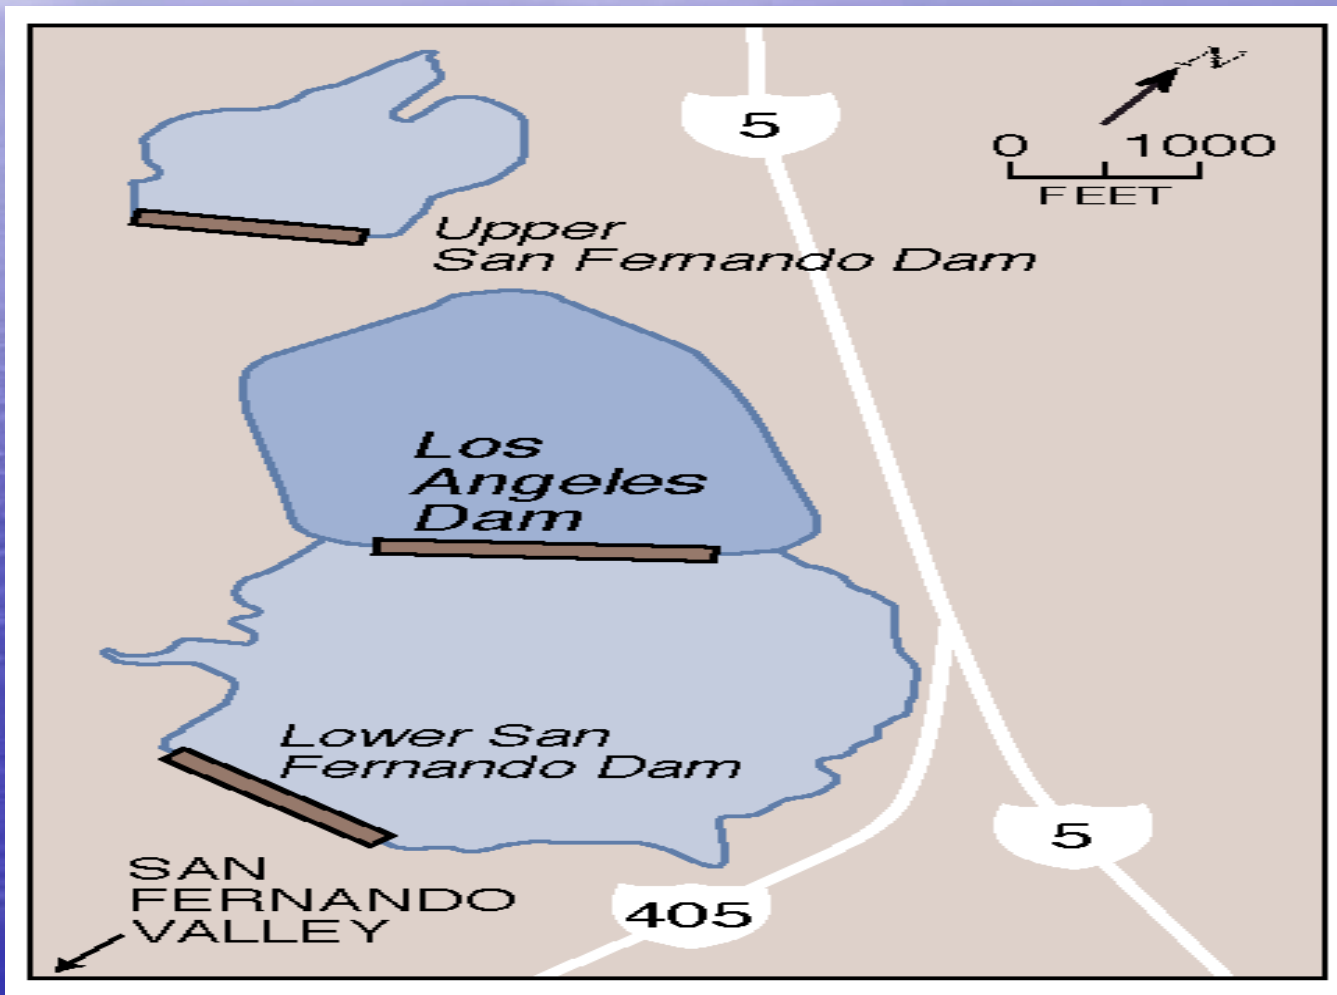 N
5
0 1000
FEET
Upper
San Fernando Dam
Los
Angeles
Dam
Lower San
Fernando Dam
SAN
FERNANDO
VALLEY
5
405